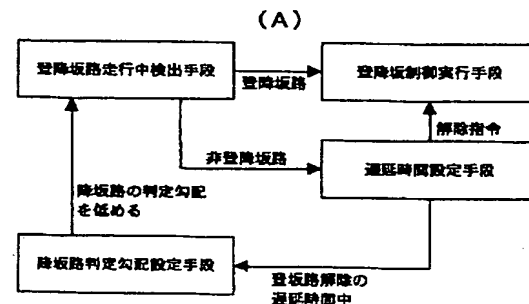 (A)
登降坂路走行中検出手段
登降坂路
登降坂制御実行手段
解除指令
非登降坂路
遅延時間設定手段
降坂路の判定勾配
を低める
降坂路判定勾配設定手段
登坂路解除の
遅延時間中